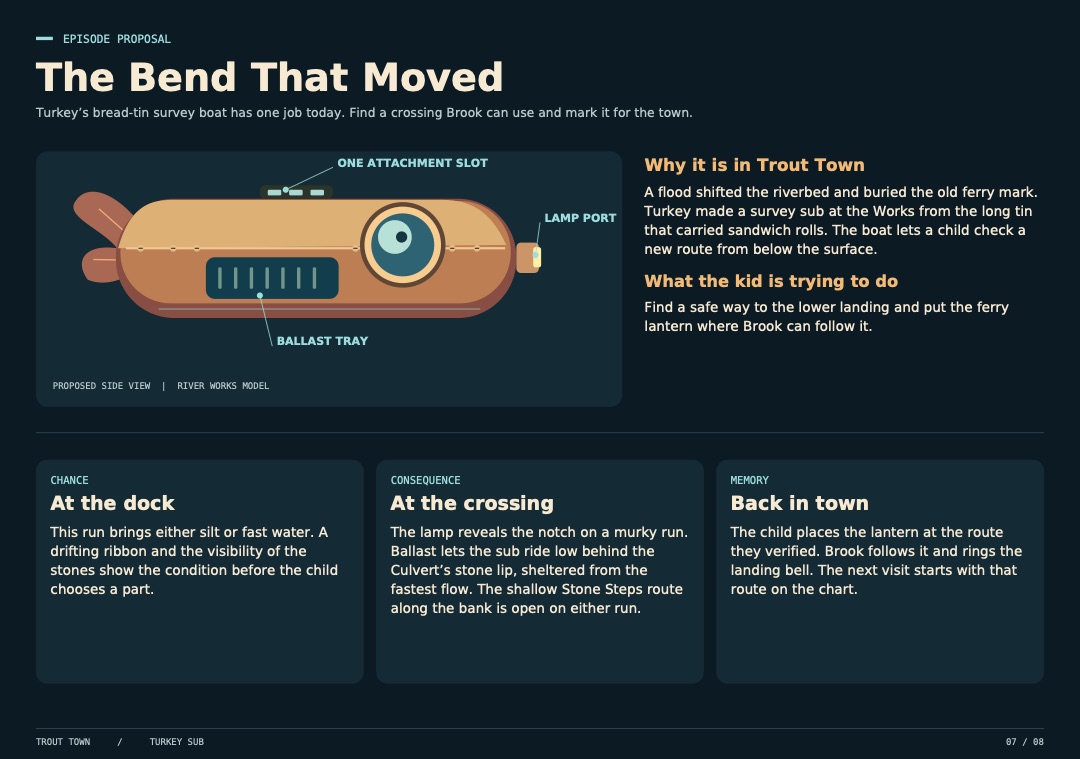 EPISODE PROPOSAL
The Bend That Moved
Turkey’s bread-tin survey boat has one job today. Find a crossing Brook can use and mark it for the town.
ONE ATTACHMENT SLOT
LAMP PORT
BALLAST TRAY
PROPOSED SIDE VIEW | RIVER WORKS MODEL
Why it is in Trout Town
A flood shifted the riverbed and buried the old ferry mark.
Turkey made a survey sub at the Works from the long tin
that carried sandwich rolls. The boat lets a child check a
new route from below the surface.
What the kid is trying to do
Find a safe way to the lower landing and put the ferry
lantern where Brook can follow it.
CHANCE
At the dock
This run brings either silt or fast water. A
drifting ribbon and the visibility of the
stones show the condition before the child
chooses a part.
CONSEQUENCE
At the crossing
The lamp reveals the notch on a murky run.
Ballast lets the sub ride low behind the
Culvert’s stone lip, sheltered from the
fastest flow. The shallow Stone Steps route
along the bank is open on either run.
MEMORY
Back in town
The child places the lantern at the route
they verified. Brook follows it and rings the
landing bell. The next visit starts with that
route on the chart.
TROUT TOWN / TURKEY SUB
07 / 08